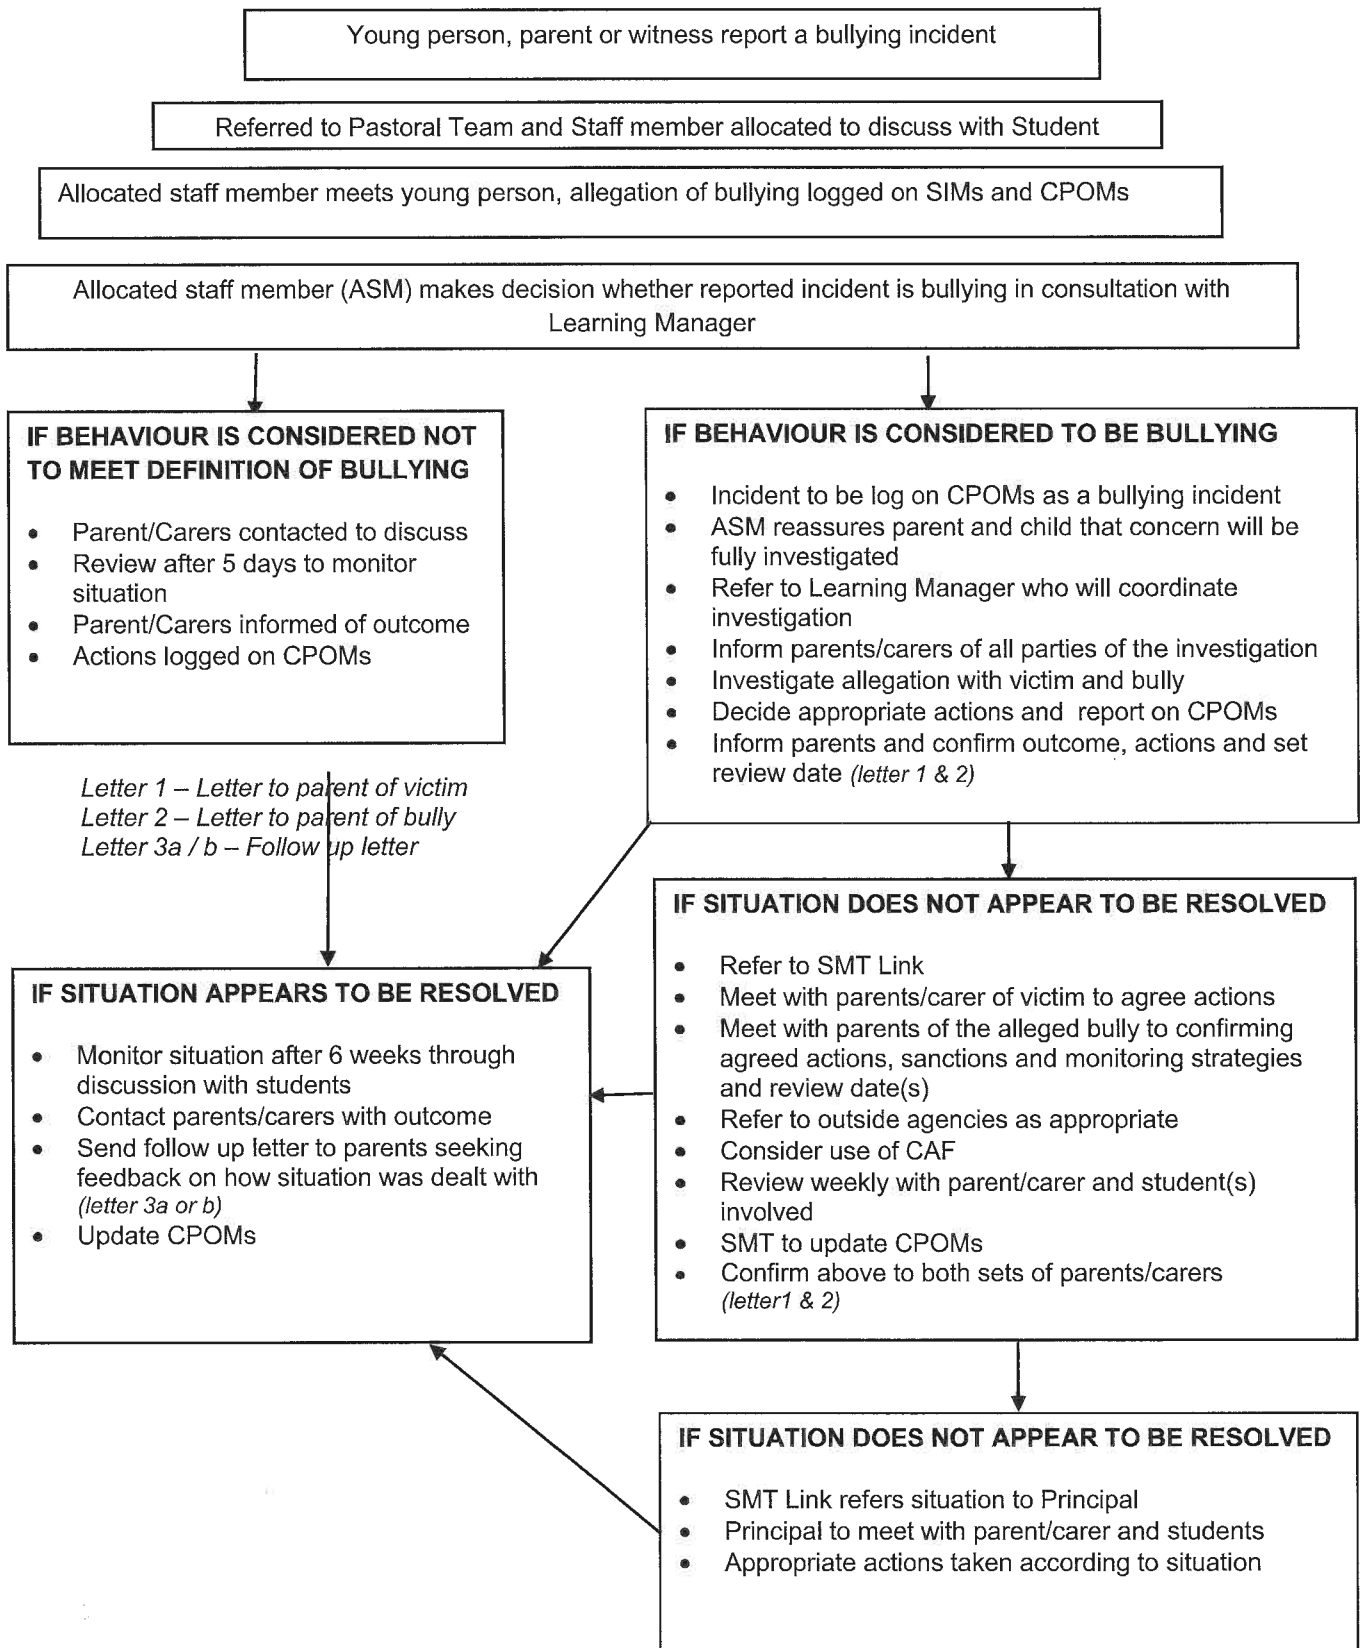 Young person, parent or witness report a bullying incident
Referred to Pastoral Team and Staff member allocated to discuss with Student
Allocated staff member meets young person, allegation of bullying logged on SIMs and CPOMs
Allocated staff member (ASM) makes decision whether reported incident is bullying in consultation with
Learning Manager
IF BEHAVIOUR IS CONSIDERED NOT
TO MEET DEFINITION OF BULLYING
• Parent/Carers contacted to discuss
• Review after 5 days to monitor
situation
• Parent/Carers informed of outcome
• Actions logged on CPOMs
IF BEHAVIOUR IS CONSIDERED TO BE BULLYING
• Incident to be log on CPOMs as a bullying incident
• ASM reassures parent and child that concern will be
fully investigated
• Refer to Learning Manager who will coordinate
investigation
• Inform parents/carers of all parties of the investigation
• Investigate allegation with victim and bully
• Decide appropriate actions and report on CPOMs
• Inform parents and confirm outcome, actions and set
review date (letter 1 & 2)
Letter 1 – Letter to parent of victim
Letter 2 – Letter to parent of bully
Letter 3a / b – Follow up letter
IF SITUATION APPEARS TO BE RESOLVED
• Monitor situation after 6 weeks through
discussion with students
• Contact parents/carers with outcome
• Send follow up letter to parents seeking
feedback on how situation was dealt with
(letter 3a or b)
• Update CPOMs
IF SITUATION DOES NOT APPEAR TO BE RESOLVED
• Refer to SMT Link
• Meet with parents/carer of victim to agree actions
• Meet with parents of the alleged bully to confirming
agreed actions, sanctions and monitoring strategies
and review date(s)
• Refer to outside agencies as appropriate
• Consider use of CAF
• Review weekly with parent/carer and student(s)
involved
• SMT to update CPOMs
• Confirm above to both sets of parents/carers
(letter1 & 2)
IF SITUATION DOES NOT APPEAR TO BE RESOLVED
• SMT Link refers situation to Principal
• Principal to meet with parent/carer and students
• Appropriate actions taken according to situation